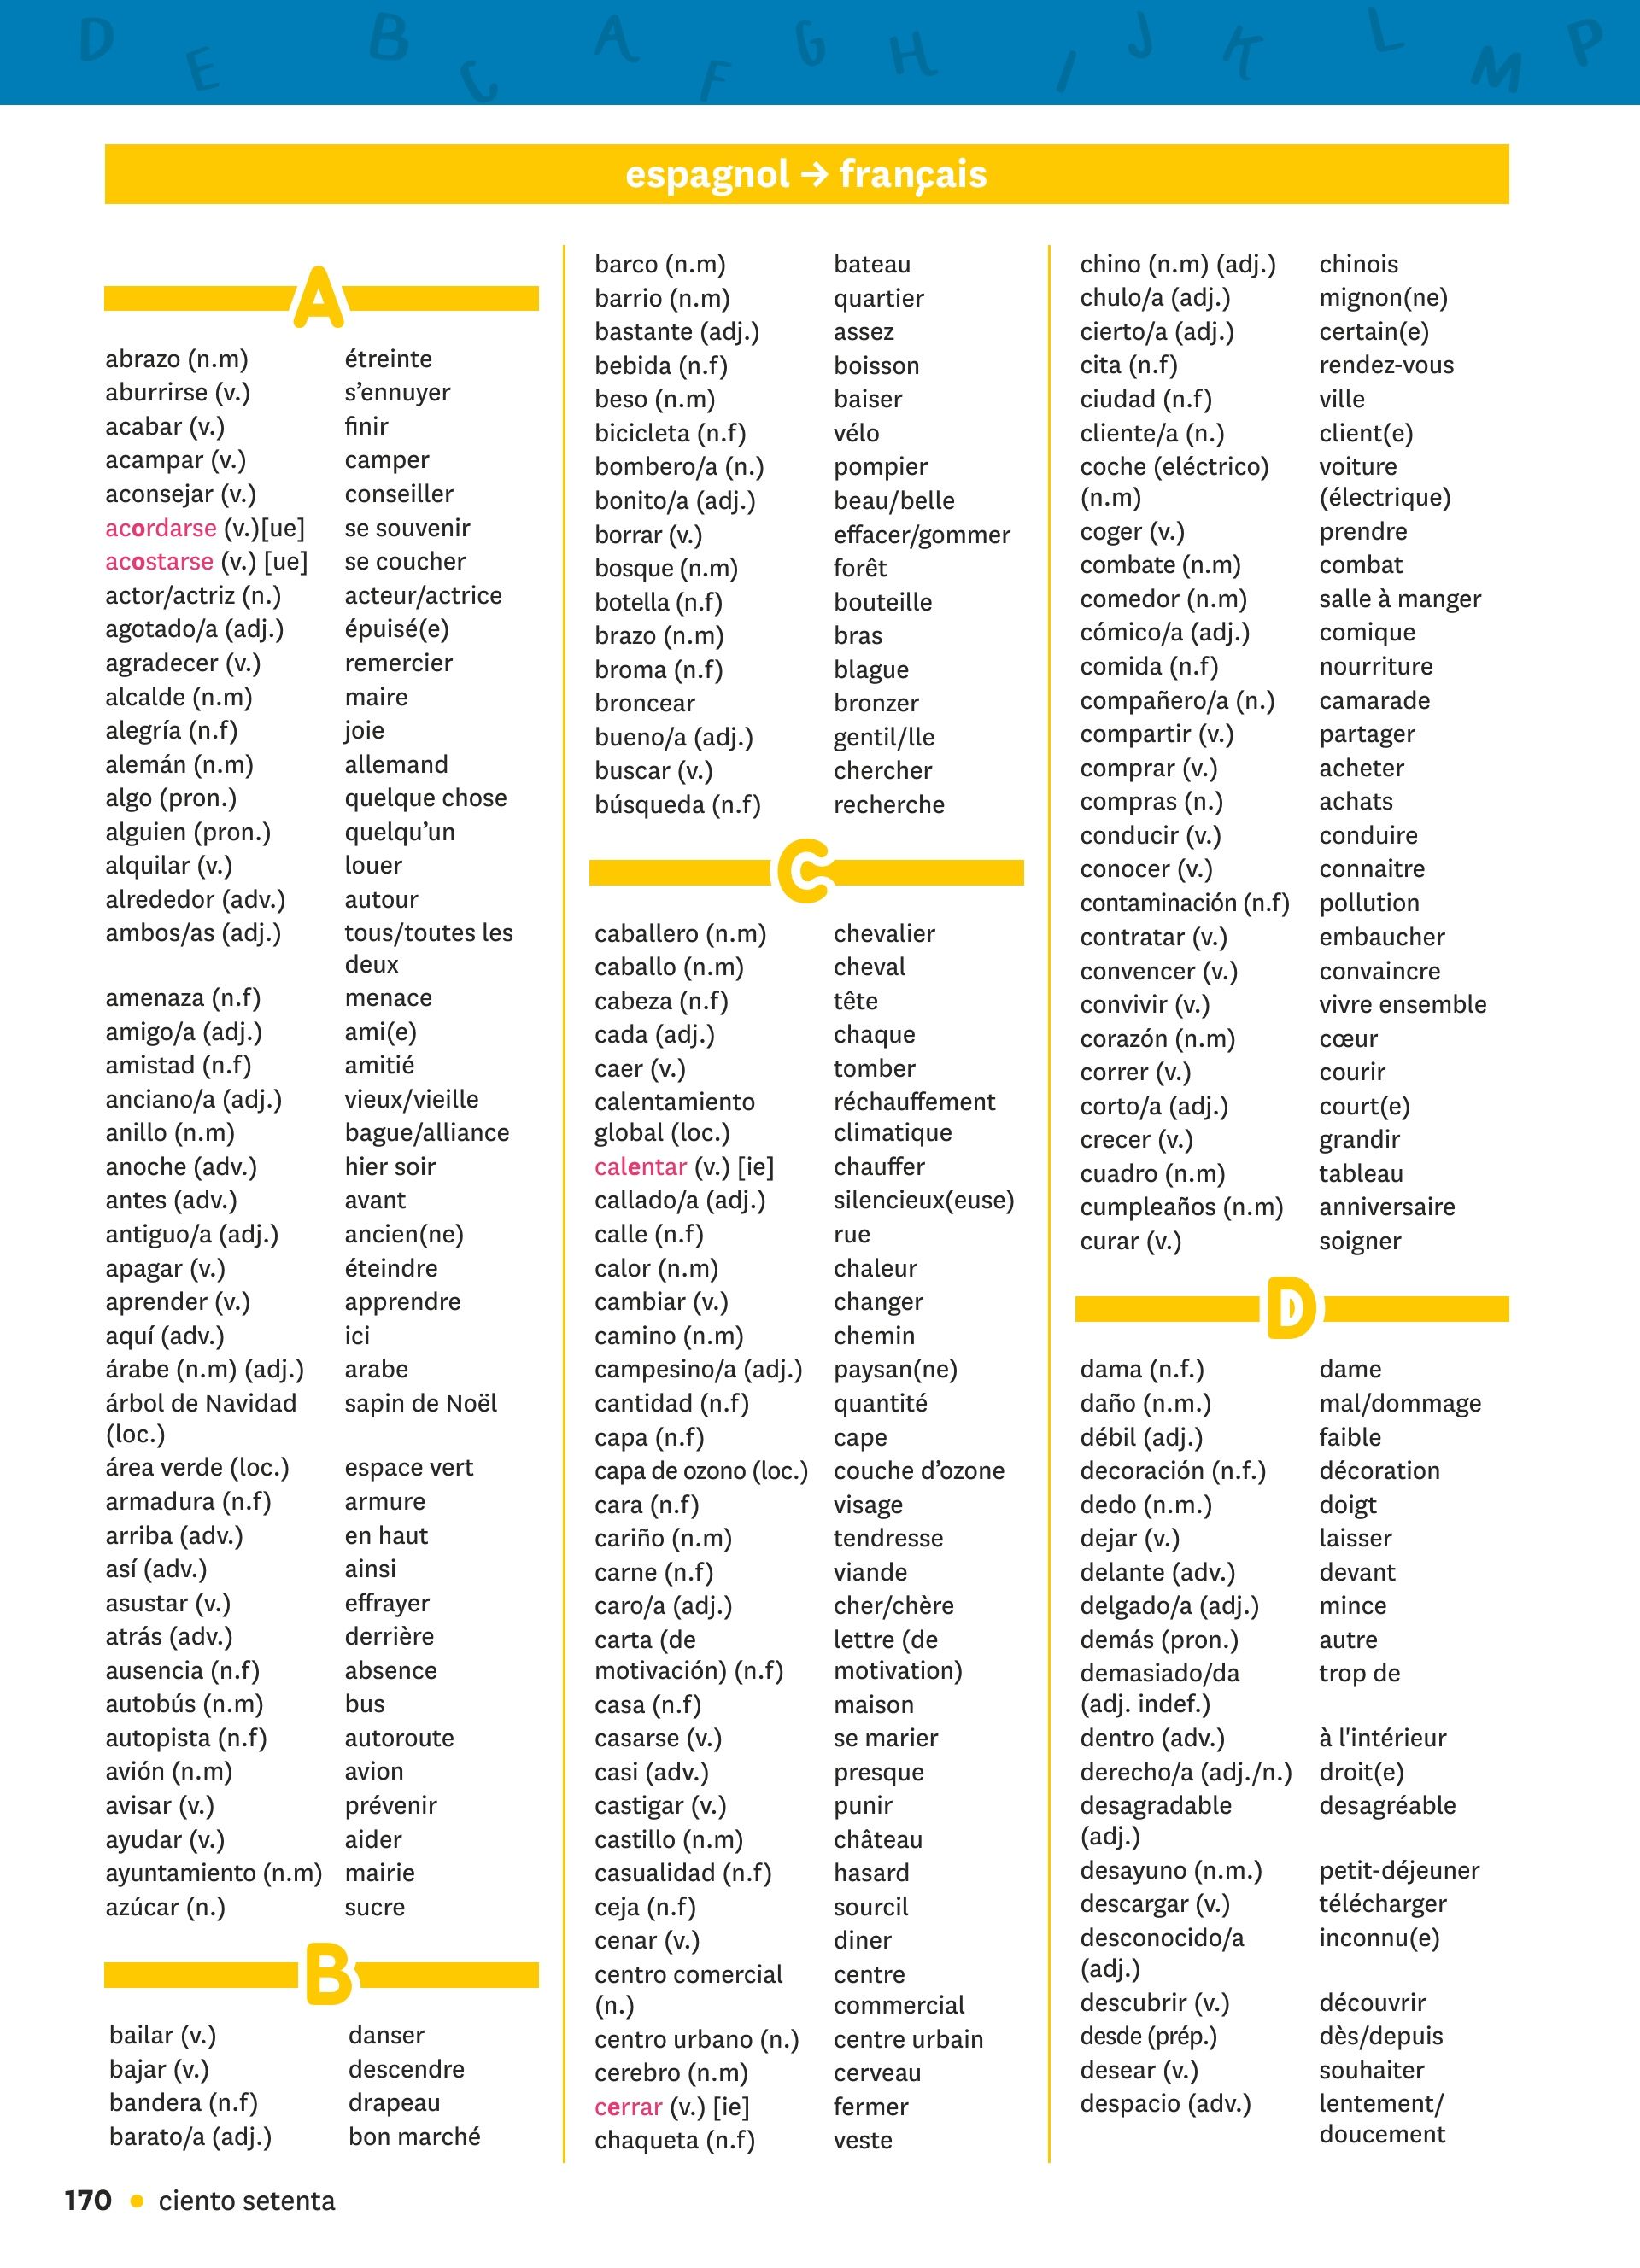 D E B C A F G H I J K L M P
espagnol → français
A
abrazo (n.m) étreinte
aburrirse (v.) s’ennuyer
acabar (v.) finir
acampar (v.) camper
aconsejar (v.) conseiller
acordarse (v.)[ue] se souvenir
acostarse (v.) [ue] se coucher
actor/actriz (n.) acteur/actrice
agotado/a (adj.) épuisé(e)
agradecer (v.) remercier
alcalde (n.m) maire
alegría (n.f) joie
alemán (n.m) allemand
algo (pron.) quelque chose
alguien (pron.) quelqu’un
alquilar (v.) louer
alrededor (adv.) autour
ambos/as (adj.) tous/toutes les
deux
amenaza (n.f) menace
amigo/a (adj.) ami(e)
amistad (n.f) amitié
anciano/a (adj.) vieux/vieille
anillo (n.m) bague/alliance
anoche (adv.) hier soir
antes (adv.) avant
antiguo/a (adj.) ancien(ne)
apagar (v.) éteindre
aprender (v.) apprendre
aquí (adv.) ici
árabe (n.m) (adj.) arabe
árbol de Navidad sapin de Noël
(loc.)
área verde (loc.) espace vert
armadura (n.f) armure
arriba (adv.) en haut
así (adv.) ainsi
asustar (v.) effrayer
atrás (adv.) derrière
ausencia (n.f) absence
autobús (n.m) bus
autopista (n.f) autoroute
avión (n.m) avion
avisar (v.) prévenir
ayudar (v.) aider
ayuntamiento (n.m) mairie
azúcar (n.) sucre
B
bailar (v.) danser
bajar (v.) descendre
bandera (n.f) drapeau
barato/a (adj.) bon marché
barco (n.m) bateau
barrio (n.m) quartier
bastante (adj.) assez
bebida (n.f) boisson
beso (n.m) baiser
bicicleta (n.f) vélo
bombero/a (n.) pompier
bonito/a (adj.) beau/belle
borrar (v.) effacer/gommer
bosque (n.m) forêt
botella (n.f) bouteille
brazo (n.m) bras
broma (n.f) blague
broncear bronzer
bueno/a (adj.) gentil/lle
buscar (v.) chercher
búsqueda (n.f) recherche
C
caballero (n.m) chevalier
caballo (n.m) cheval
cabeza (n.f) tête
cada (adj.) chaque
caer (v.) tomber
calentamiento réchauffement
global (loc.) climatique
calentar (v.) [ie] chauffer
callado/a (adj.) silencieux(euse)
calle (n.f) rue
calor (n.m) chaleur
cambiar (v.) changer
camino (n.m) chemin
campesino/a (adj.) paysan(ne)
cantidad (n.f) quantité
capa (n.f) cape
capa de ozono (loc.) couche d’ozone
cara (n.f) visage
cariño (n.m) tendresse
carne (n.f) viande
caro/a (adj.) cher/chère
carta (de lettre (de
motivación) (n.f) motivation)
casa (n.f) maison
casarse (v.) se marier
casi (adv.) presque
castigar (v.) punir
castillo (n.m) château
casualidad (n.f) hasard
ceja (n.f) sourcil
cenar (v.) diner
centro comercial centre
(n.) commercial
centro urbano (n.) centre urbain
cerebro (n.m) cerveau
cerrar (v.) [ie] fermer
chaqueta (n.f) veste
chino (n.m) (adj.) chinois
chulo/a (adj.) mignon(ne)
cierto/a (adj.) certain(e)
cita (n.f) rendez-vous
ciudad (n.f) ville
cliente/a (n.) client(e)
coche (eléctrico) voiture
(n.m) (électrique)
coger (v.) prendre
combate (n.m) combat
comedor (n.m) salle à manger
cómico/a (adj.) comique
comida (n.f) nourriture
compañero/a (n.) camarade
compartir (v.) partager
comprar (v.) acheter
compras (n.) achats
conducir (v.) conduire
conocer (v.) connaitre
contaminación (n.f) pollution
contratar (v.) embaucher
convencer (v.) convaincre
convivir (v.) vivre ensemble
corazón (n.m) cœur
correr (v.) courir
corto/a (adj.) court(e)
crecer (v.) grandir
cuadro (n.m) tableau
cumpleaños (n.m) anniversaire
curar (v.) soigner
D
dama (n.f.) dame
daño (n.m.) mal/dommage
débil (adj.) faible
decoración (n.f.) décoration
dedo (n.m.) doigt
dejar (v.) laisser
delante (adv.) devant
delgado/a (adj.) mince
demás (pron.) autre
demasiado/da trop de
(adj. indef.)
dentro (adv.) à l'intérieur
derecho/a (adj./n.) droit(e)
desagradable desagréable
(adj.)
desayuno (n.m.) petit-déjeuner
descargar (v.) télécharger
desconocido/a inconnu(e)
(adj.)
descubrir (v.) découvrir
desde (prép.) dès/depuis
desear (v.) souhaiter
despacio (adv.) lentement/
doucement
170 • ciento setenta